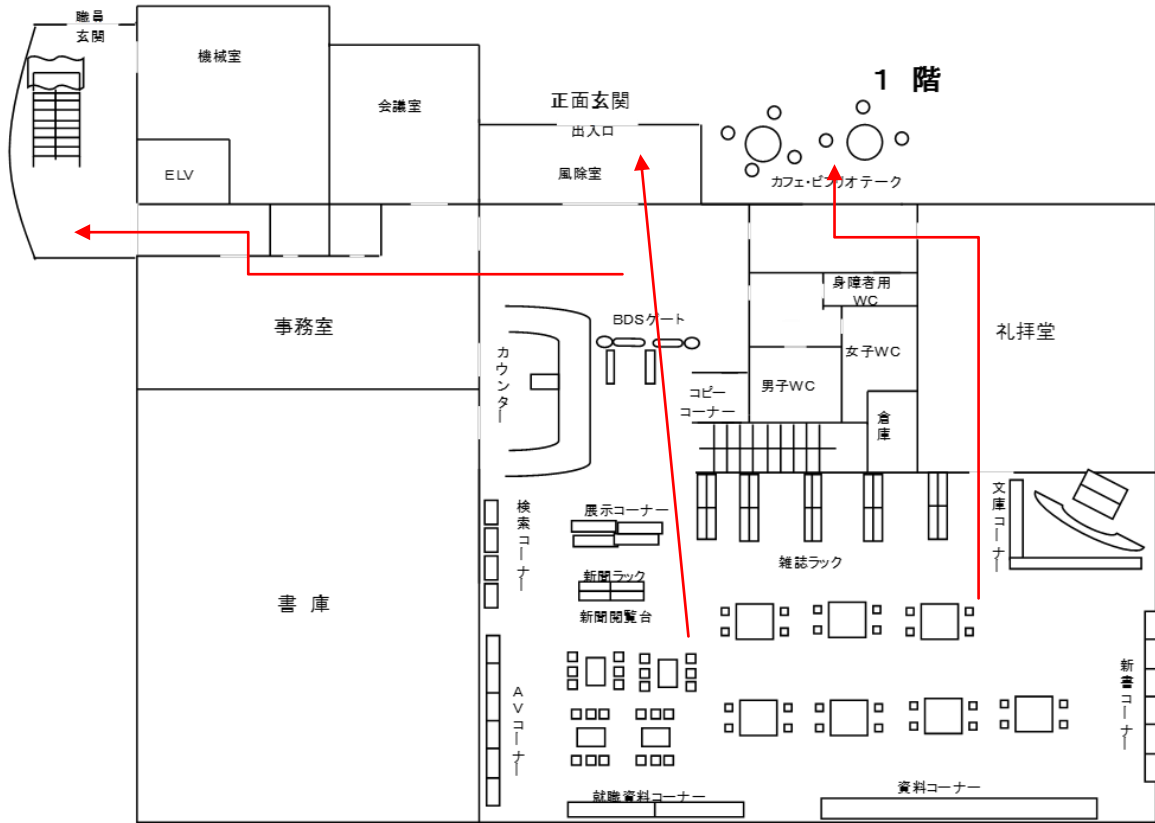 職員
玄関
機械室
会議室
正面玄関
出入口
風除室
1 階
カフェ・ビブリオテーク
ELV
身障者用
WC
事務室
BDSゲート
カウンター
女子WC
礼拝堂
コピー
コーナー
男子WC
倉庫
検索コーナー
展示コーナー
文庫コーナー
雑誌ラック
新聞ラック
新聞閲覧台
書 庫
AVコーナー
新書コーナー
就職資料コーナー
資料コーナー